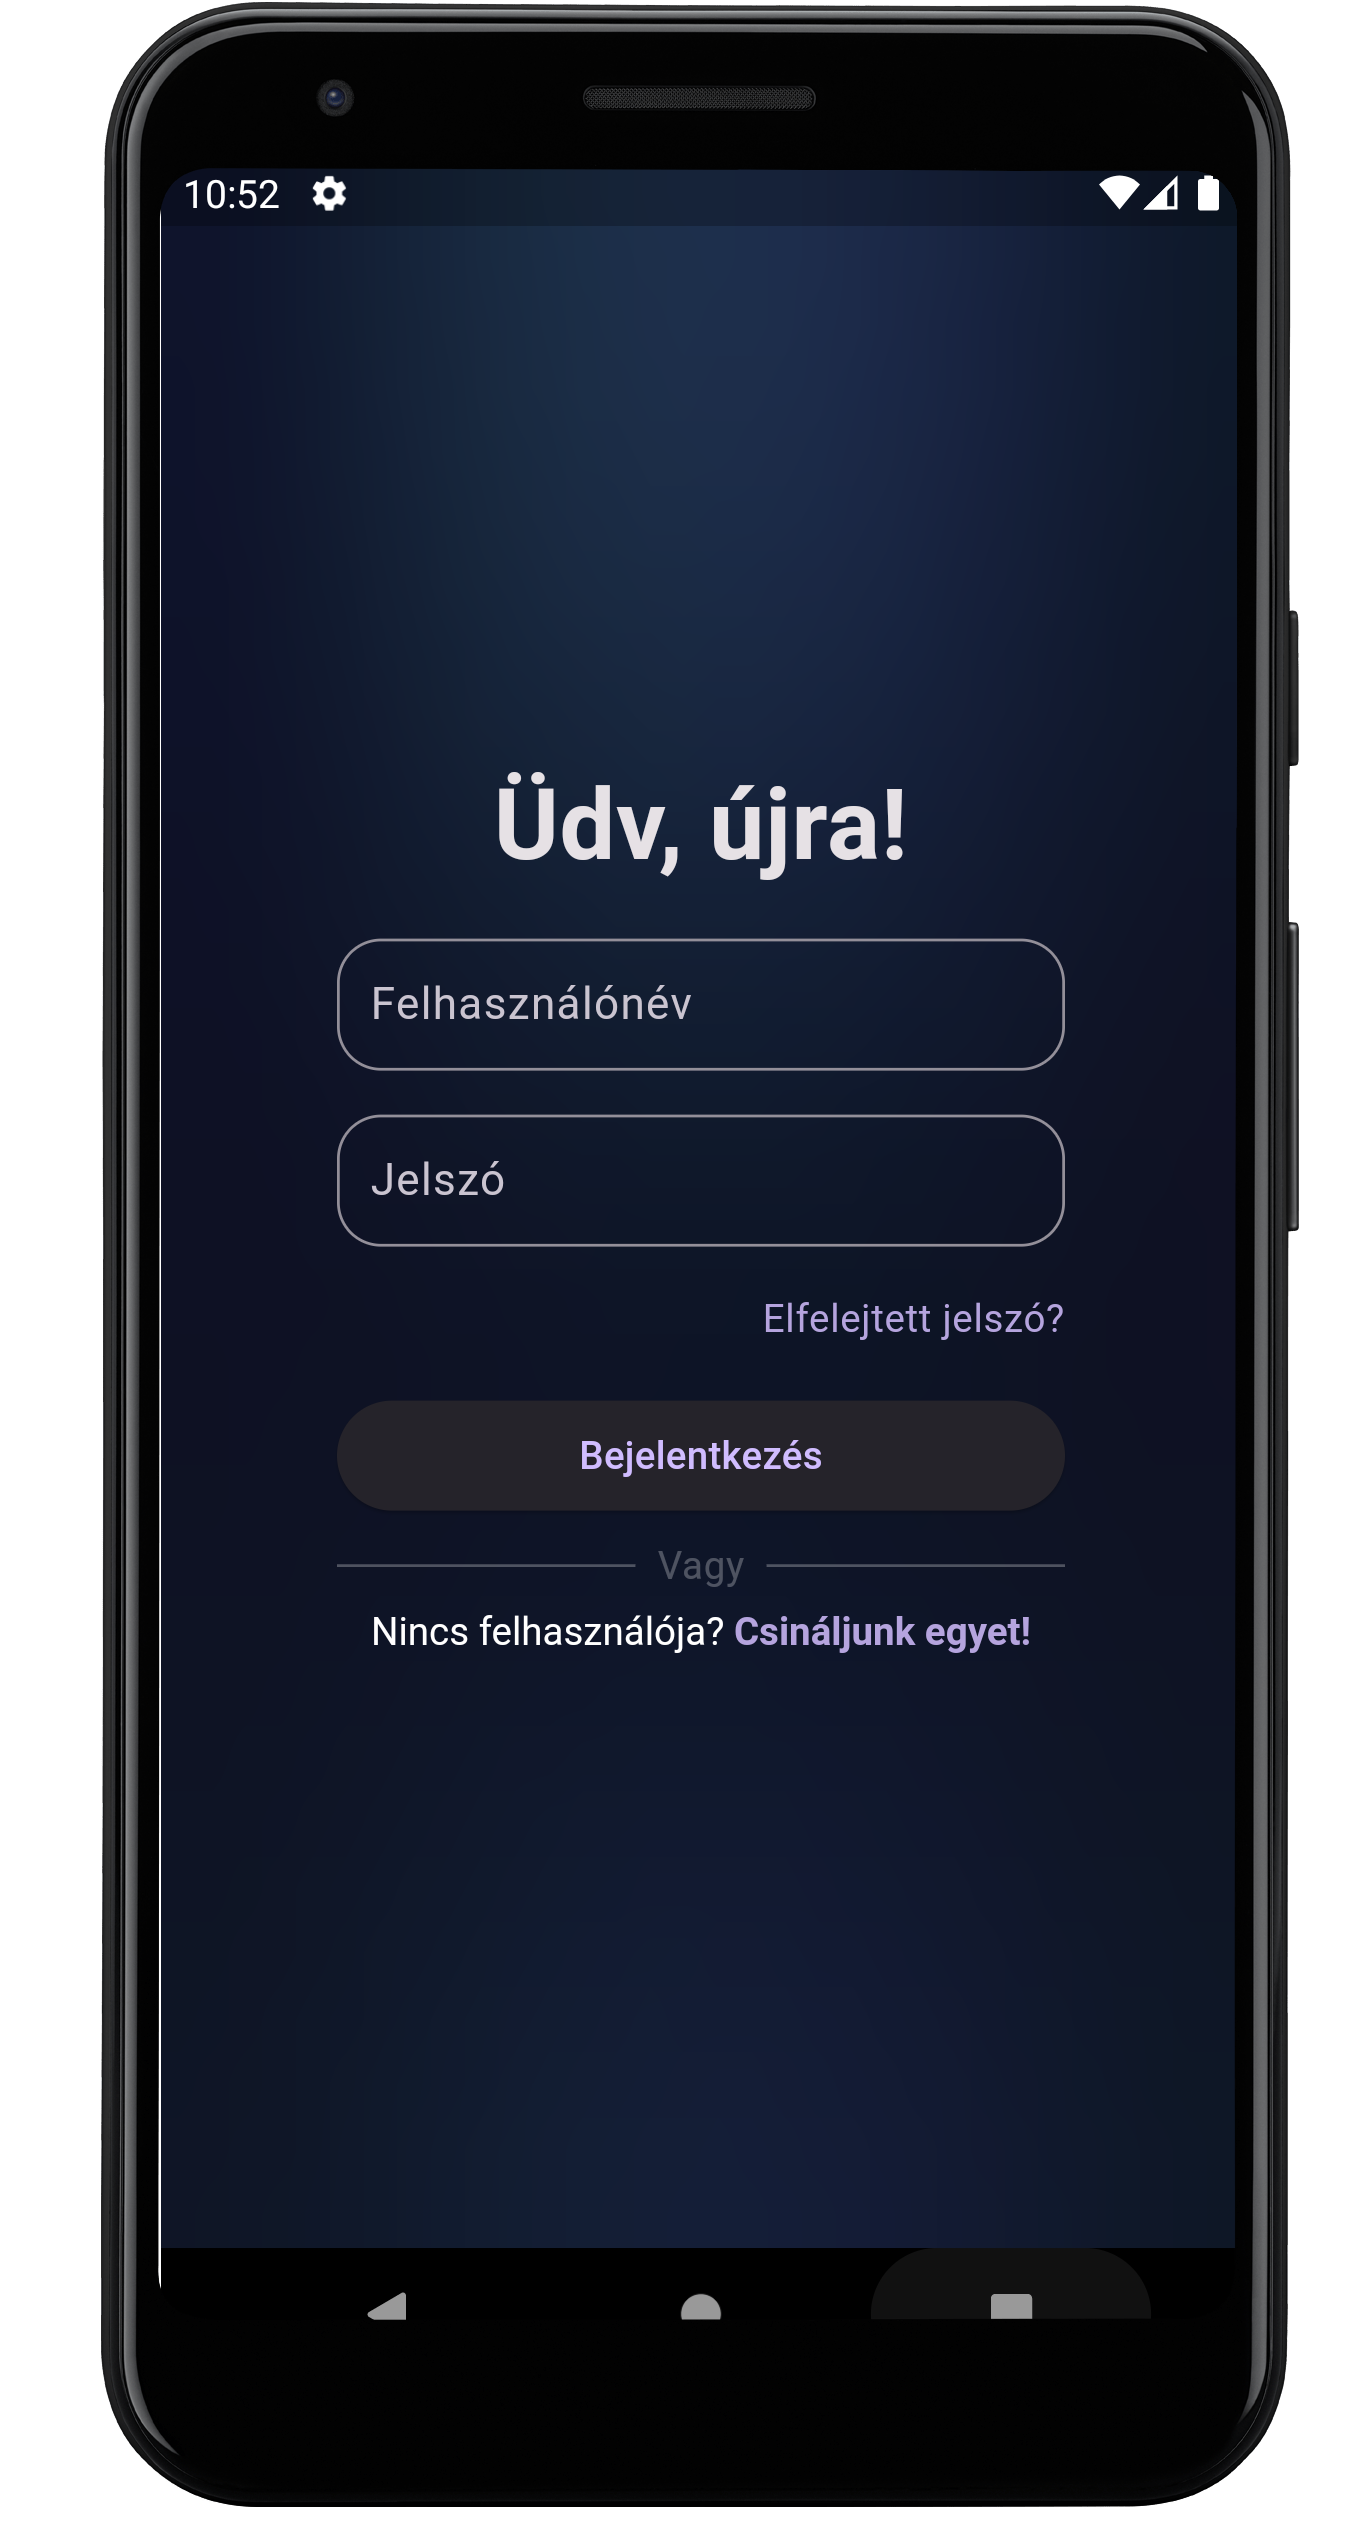 10:52
Üdv, újra!
Felhasználónév
Jelszó
Elfelejtett jelszó?
Bejelentkezés
Vagy
Nincs felhasználója? Csináljunk egyet!